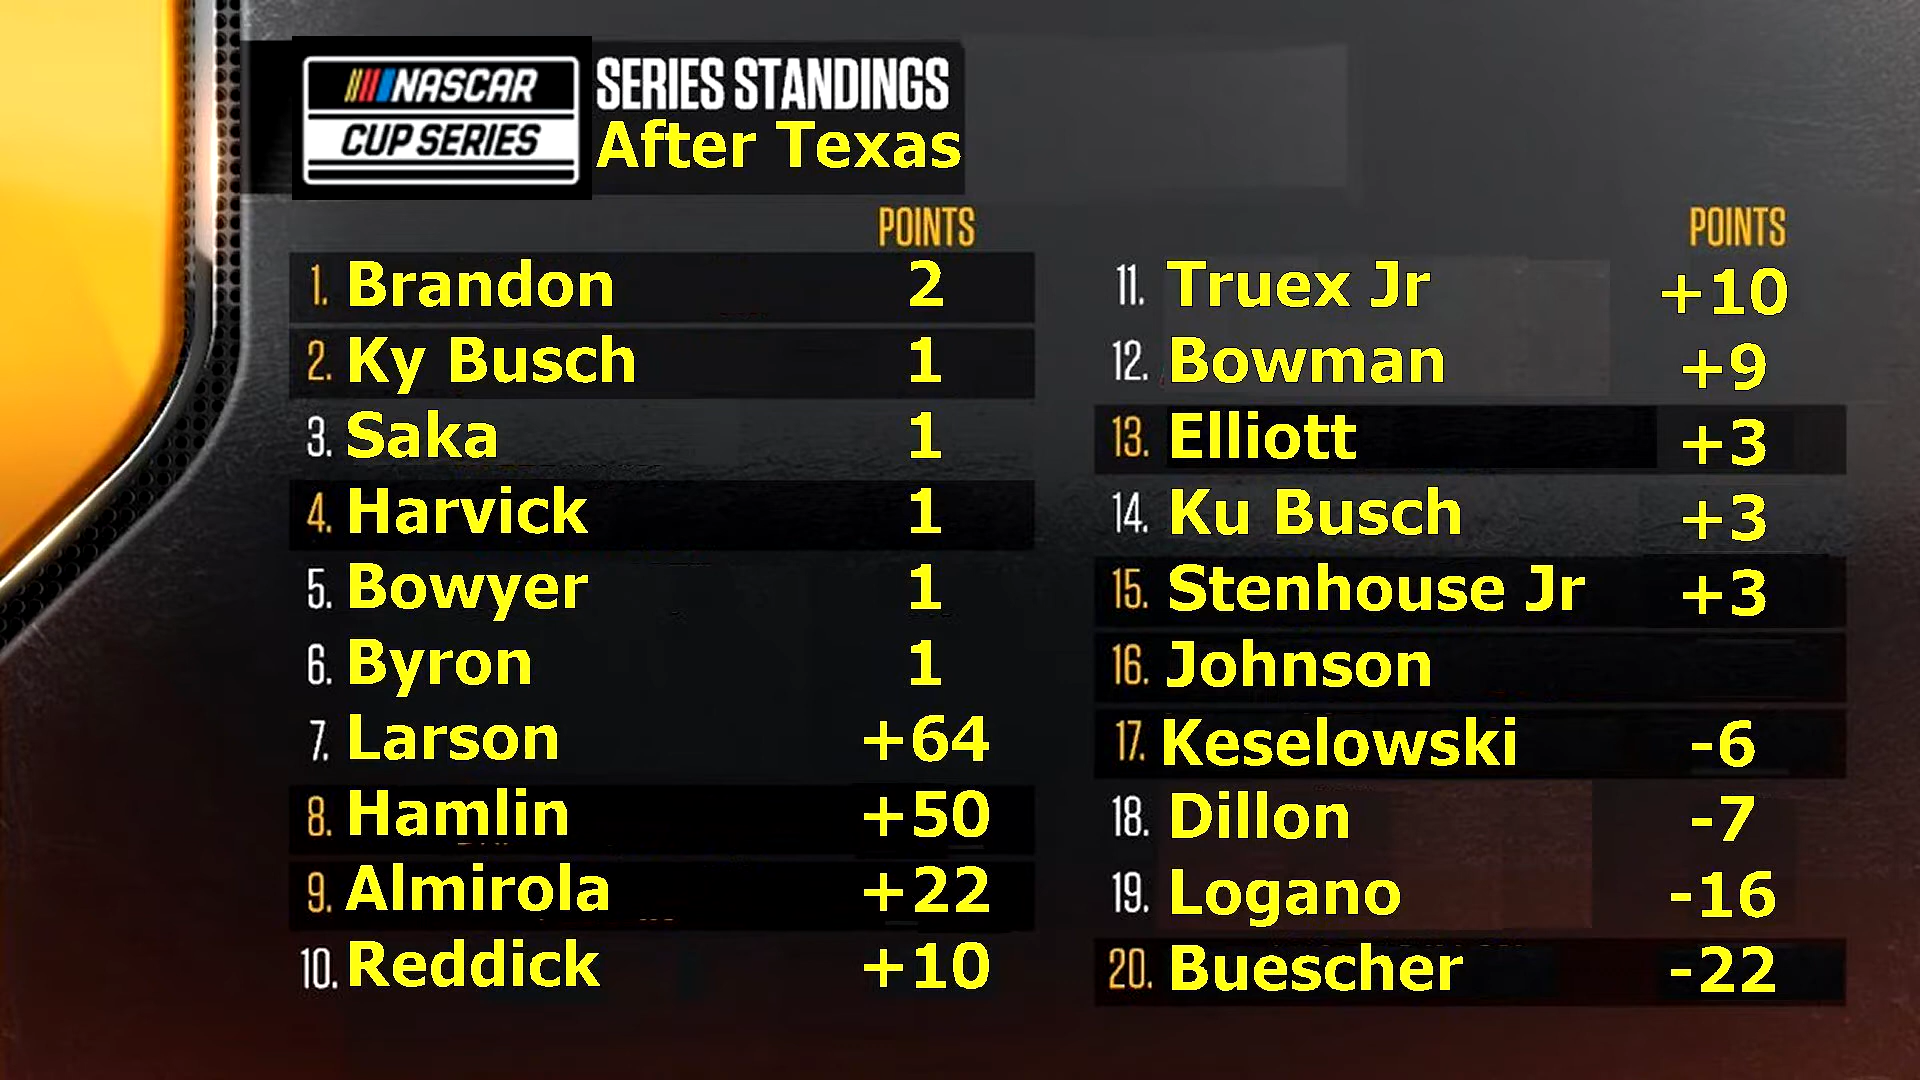 NASCAR
CUP SERIES
SERIES STANDINGS
After Texas
POINTS
1. Brandon 2
2. Ky Busch 1
3. Saka 1
4. Harvick 1
5. Bowyer 1
6. Byron 1
7. Larson +64
8. Hamlin +50
9. Almirola +22
10. Reddick +10
POINTS
11. Truex Jr +10
12. Bowman +9
13. Elliott +3
14. Ku Busch +3
15. Stenhouse Jr +3
16. Johnson
17. Keselowski -6
18. Dillon -7
19. Logano -16
20. Buescher -22